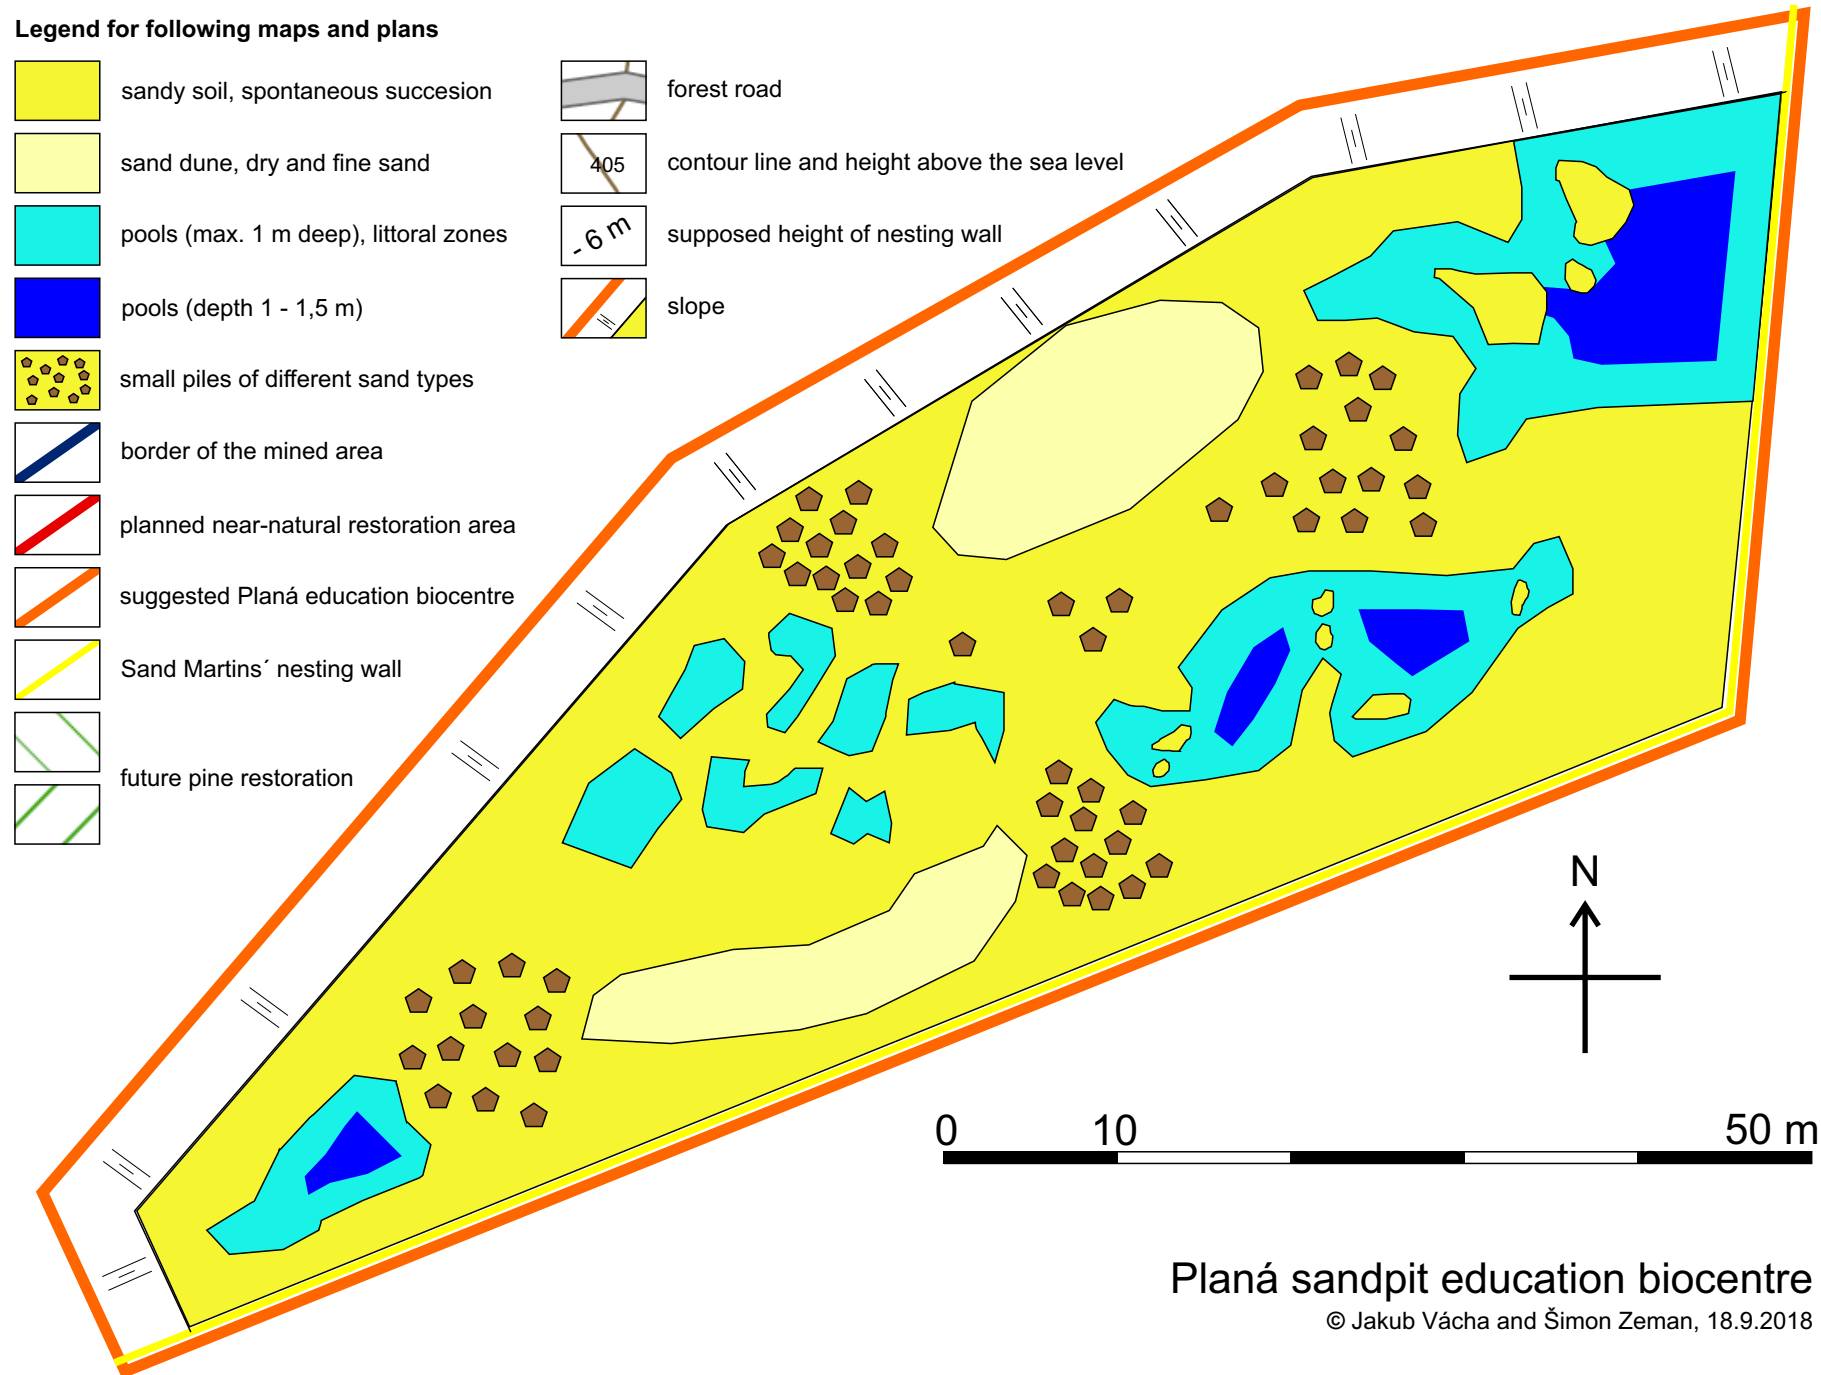 Legend for following maps and plans
sandy soil, spontaneous succesion
sand dune, dry and fine sand
pools (max. 1 m deep), littoral zones
pools (depth 1 - 1,5 m)
small piles of different sand types
border of the mined area
planned near-natural restoration area
suggested Planá education biocentre
Sand Martins´ nesting wall
future pine restoration
forest road
405
contour line and height above the sea level
- 6 m
supposed height of nesting wall
slope
N
0 10 50 m
Planá sandpit education biocentre
© Jakub Vácha and Šimon Zeman, 18.9.2018